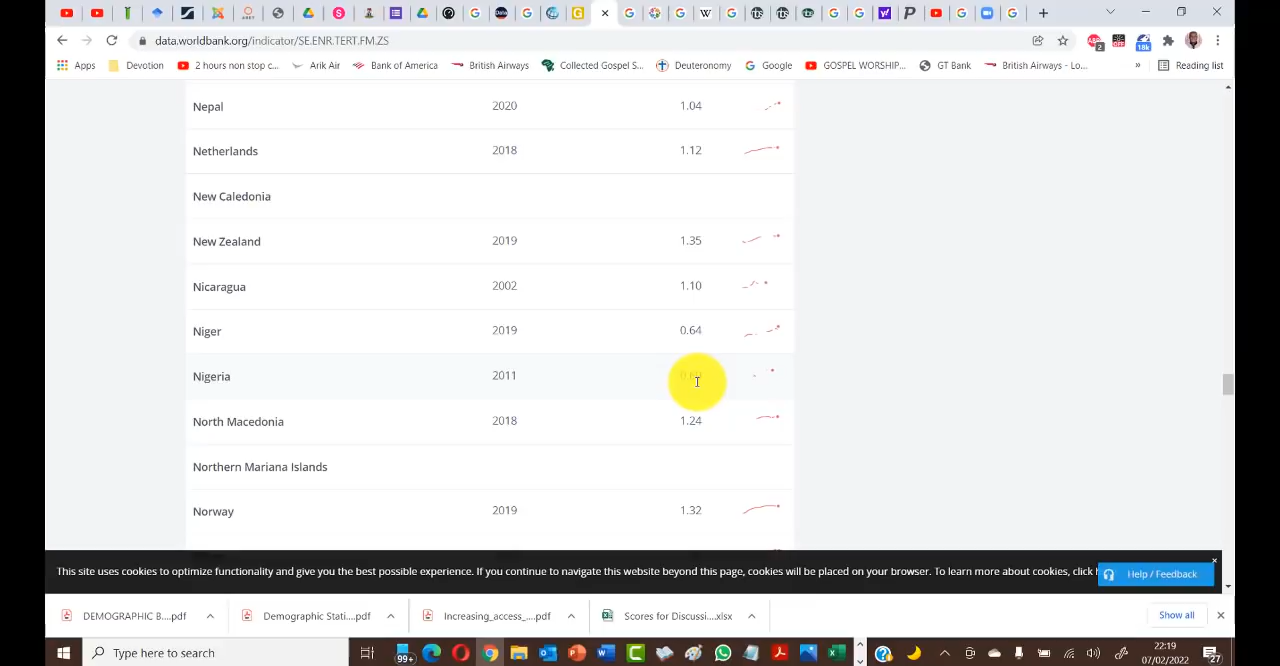 data.worldbank.org/indicator/SE.ENR.TERT.FM.ZS
Apps Devotion 2 hours non stop c... Arik Air Bank of America British Airways Collected Gospel S... Deuteronomy Google GOSPEL WORSHIP... GT Bank British Airways - Lo... » Reading list
Nepal 2020 1.04
Netherlands 2018 1.12
New Caledonia
New Zealand 2019 1.35
Nicaragua 2002 1.10
Niger 2019 0.64
Nigeria 2011
North Macedonia 2018 1.24
Northern Mariana Islands
Norway 2019 1.32
This site uses cookies to optimize functionality and give you the best possible experience. If you continue to navigate this website beyond this page, cookies will be placed on your browser. To learn more about cookies, click h
Help / Feedback
DEMOGRAPHIC B....pdf Demographic Stati....pdf Increasing_access_....pdf Scores for Discussi....xlsx Show all
Type here to search 99+ 22:19
07/02/2022 27